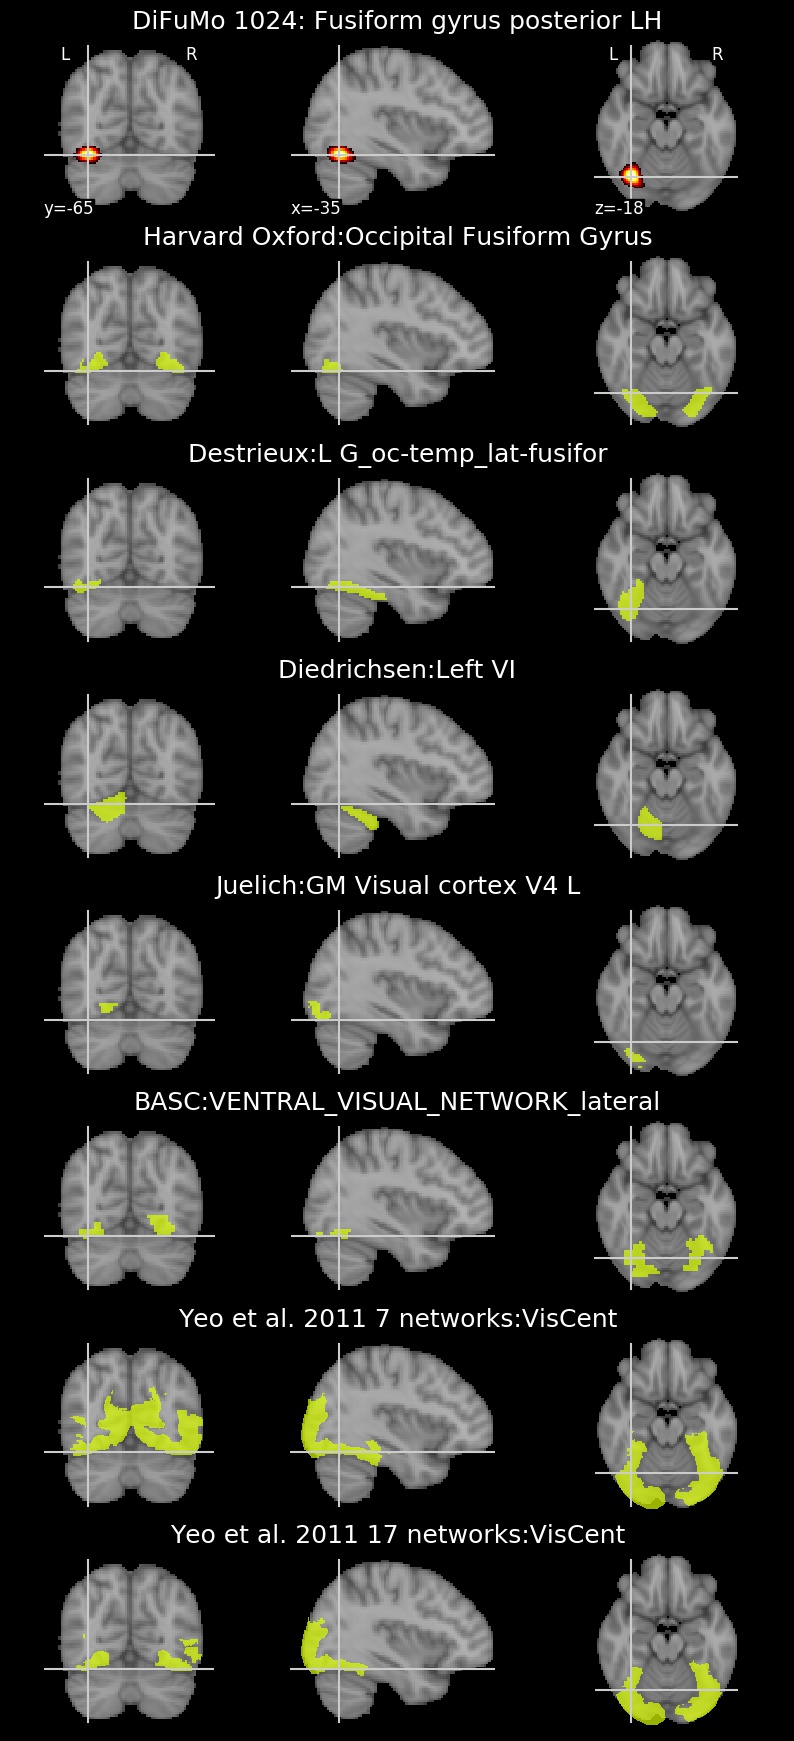 DiFuMo 1024: Fusiform gyrus posterior LH
L R L R
y=-65 x=-35 z=-18
Harvard Oxford:Occipital Fusiform Gyrus
Destrieux:L G_oc-temp_lat-fusifor
Diedrichsen:Left VI
Juelich:GM Visual cortex V4 L
BASC:VENTRAL_VISUAL_NETWORK_lateral
Yeo et al. 2011 7 networks:VisCent
Yeo et al. 2011 17 networks:VisCent